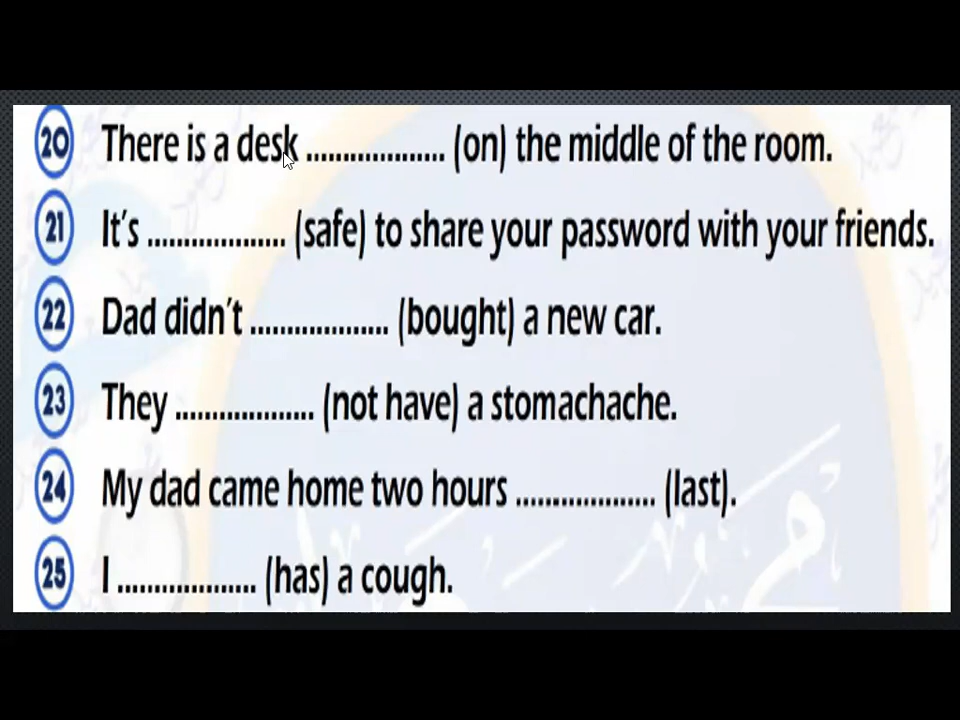 20 There is a desk ................... (on) the middle of the room.
21 It's ................... (safe) to share your password with your friends.
22 Dad didn't ................... (bought) a new car.
23 They ................... (not have) a stomachache.
24 My dad came home two hours ................... (last).
25 I ................... (has) a cough.